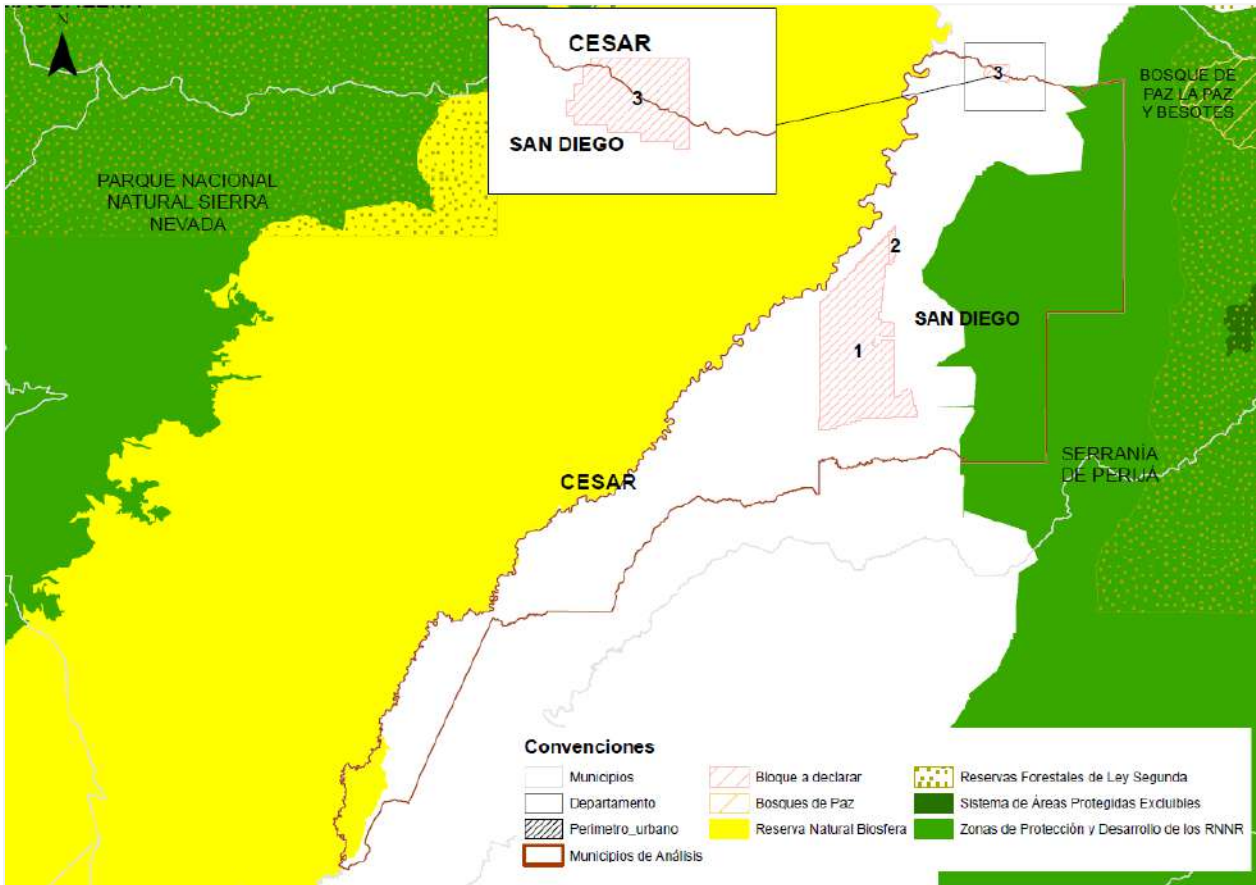 N
CESAR
3
SAN DIEGO
3
BOSQUE DE
PAZ LA PAZ
Y BESOTES
PARQUE NACIONAL
NATURAL SIERRA
NEVADA
2
SAN DIEGO
1
SERRANÍA
DE PERIJÁ
CESAR
Convenciones
Municipios
Departamento
Perimetro_urbano
Municipios de Análisis
Bloque a declarar
Bosques de Paz
Reserva Natural Biosfera
Reservas Forestales de Ley Segunda
Sistema de Áreas Protegidas Excluibles
Zonas de Protección y Desarrollo de los RNNR